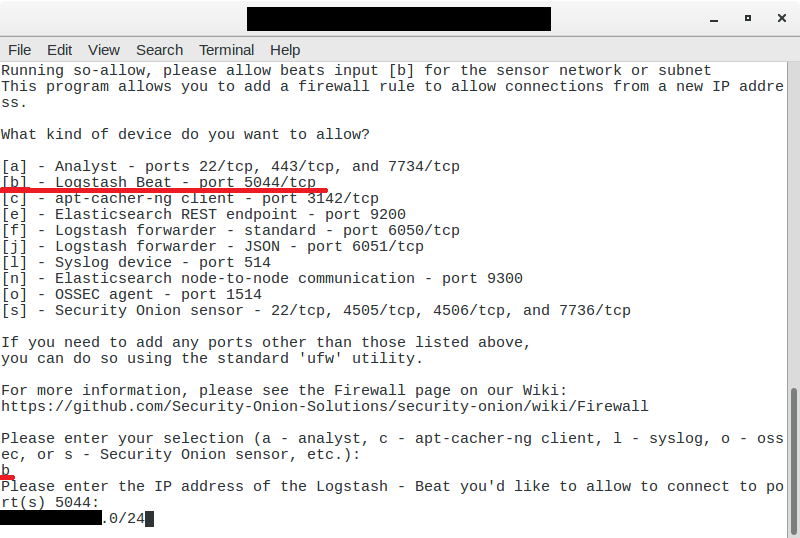 File Edit View Search Terminal Help
Running so-allow, please allow beats input [b] for the sensor network or subnet
This program allows you to add a firewall rule to allow connections from a new IP addre
ss.
What kind of device do you want to allow?
[a] - Analyst - ports 22/tcp, 443/tcp, and 7734/tcp
[b] - Logstash Beat - port 5044/tcp
[c] - apt-cacher-ng client - port 3142/tcp
[e] - Elasticsearch REST endpoint - port 9200
[f] - Logstash forwarder - standard - port 6050/tcp
[j] - Logstash forwarder - JSON - port 6051/tcp
[l] - Syslog device - port 514
[n] - Elasticsearch node-to-node communication - port 9300
[o] - OSSEC agent - port 1514
[s] - Security Onion sensor - 22/tcp, 4505/tcp, 4506/tcp, and 7736/tcp
If you need to add any ports other than those listed above,
you can do so using the standard 'ufw' utility.
For more information, please see the Firewall page on our Wiki:
https://github.com/Security-Onion-Solutions/security-onion/wiki/Firewall
Please enter your selection (a - analyst, c - apt-cacher-ng client, l - syslog, o - oss
ec, or s - Security Onion sensor, etc.):
b
Please enter the IP address of the Logstash - Beat you'd like to allow to connect to po
rt(s) 5044:
.0/24